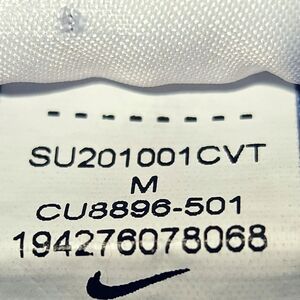 - - - - - - - -
SU201001CVT
M
CU8896-501
194276078068